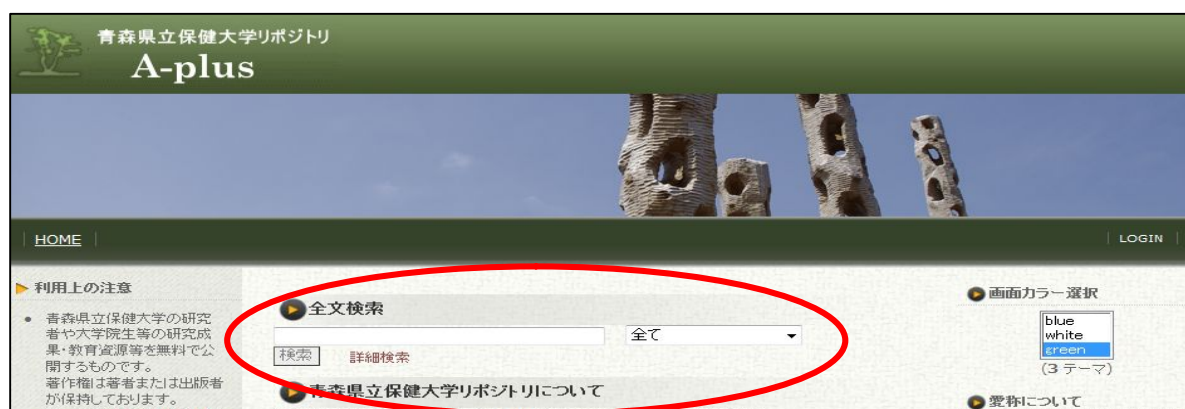 青森県立保健大学リポジトリ
A-plus
HOME
LOGIN
利用上の注意
青森県立保健大学の研究
者や大学院生等の研究成
果・教育資源等を無料で公
開するものです。
著作権は著者または出版者
が保持しております。
全文検索
全て
検索 詳細検索
青森県立保健大学リポジトリについて
画面カラー選択
blue
white
green
(3 テーマ)
愛称について